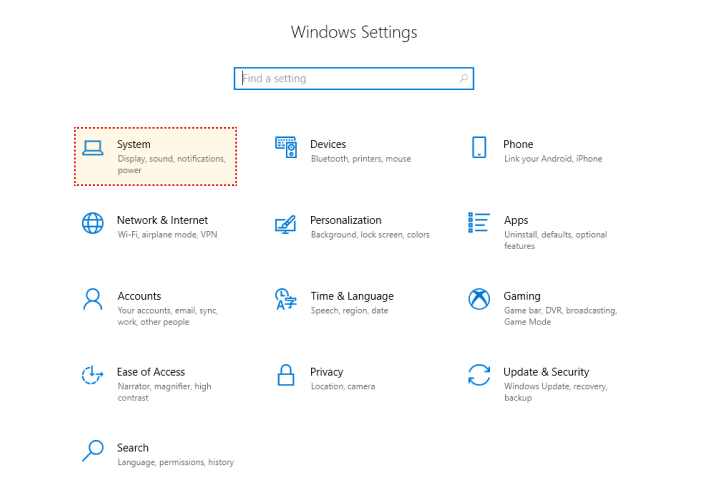 Windows Settings
Find a setting
System
Display, sound, notifications,
power
Devices
Bluetooth, printers, mouse
Phone
Link your Android, iPhone
Network & Internet
Wi-Fi, airplane mode, VPN
Personalization
Background, lock screen, colors
Apps
Uninstall, defaults, optional
features
Accounts
Your accounts, email, sync,
work, other people
Time & Language
Speech, region, date
Gaming
Game bar, DVR, broadcasting,
Game Mode
Ease of Access
Narrator, magnifier, high
contrast
Privacy
Location, camera
Update & Security
Windows Update, recovery,
backup
Search
Language, permissions, history